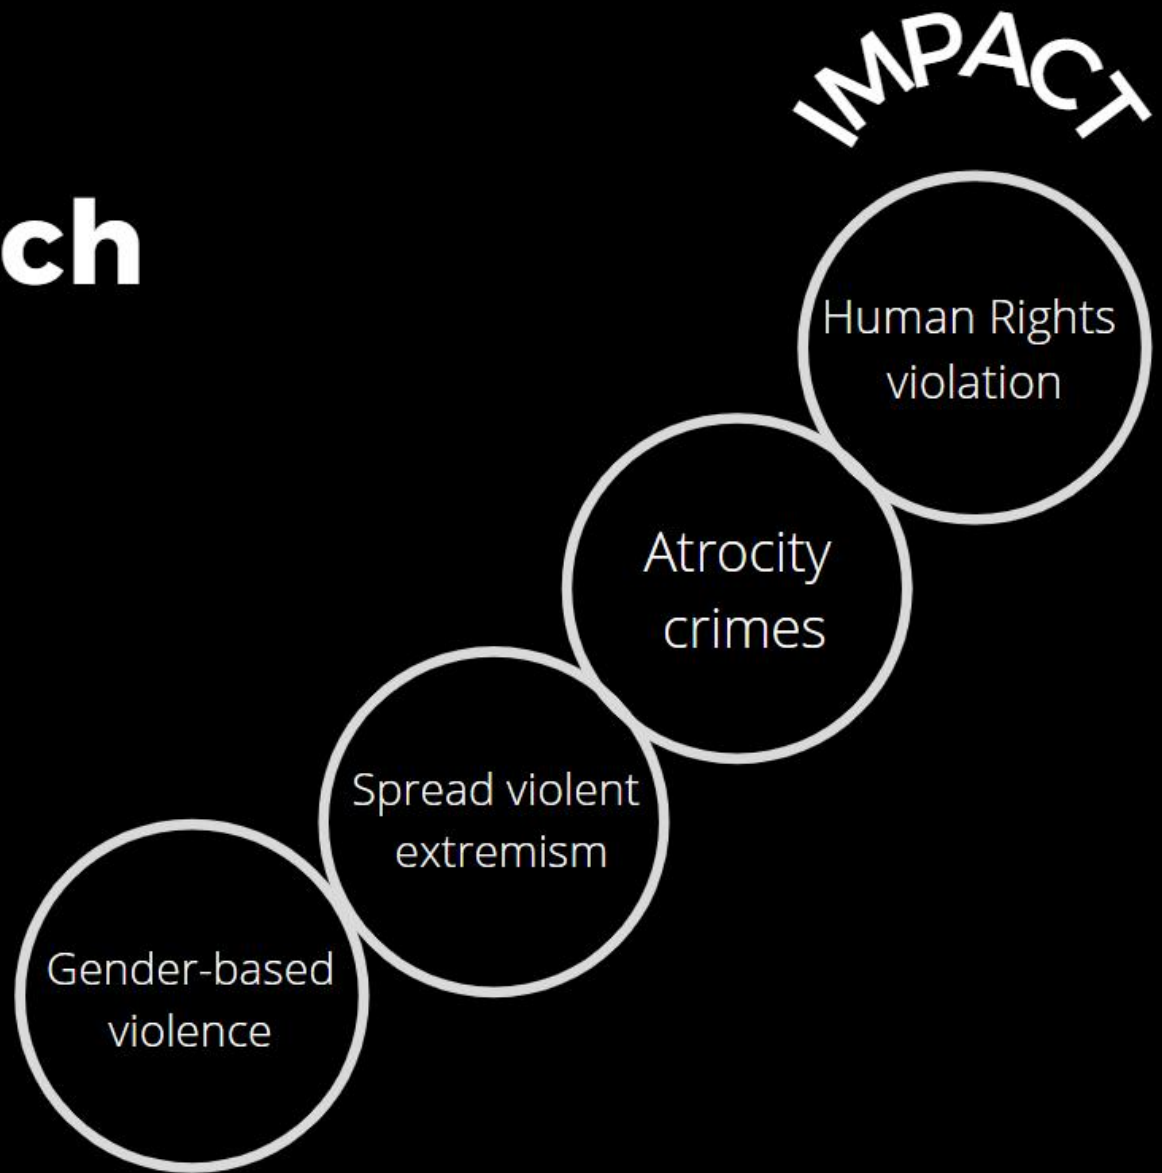 IMPACT
ch
Human Rights
violation
Atrocity
crimes
Spread violent
extremism
Gender-based
violence